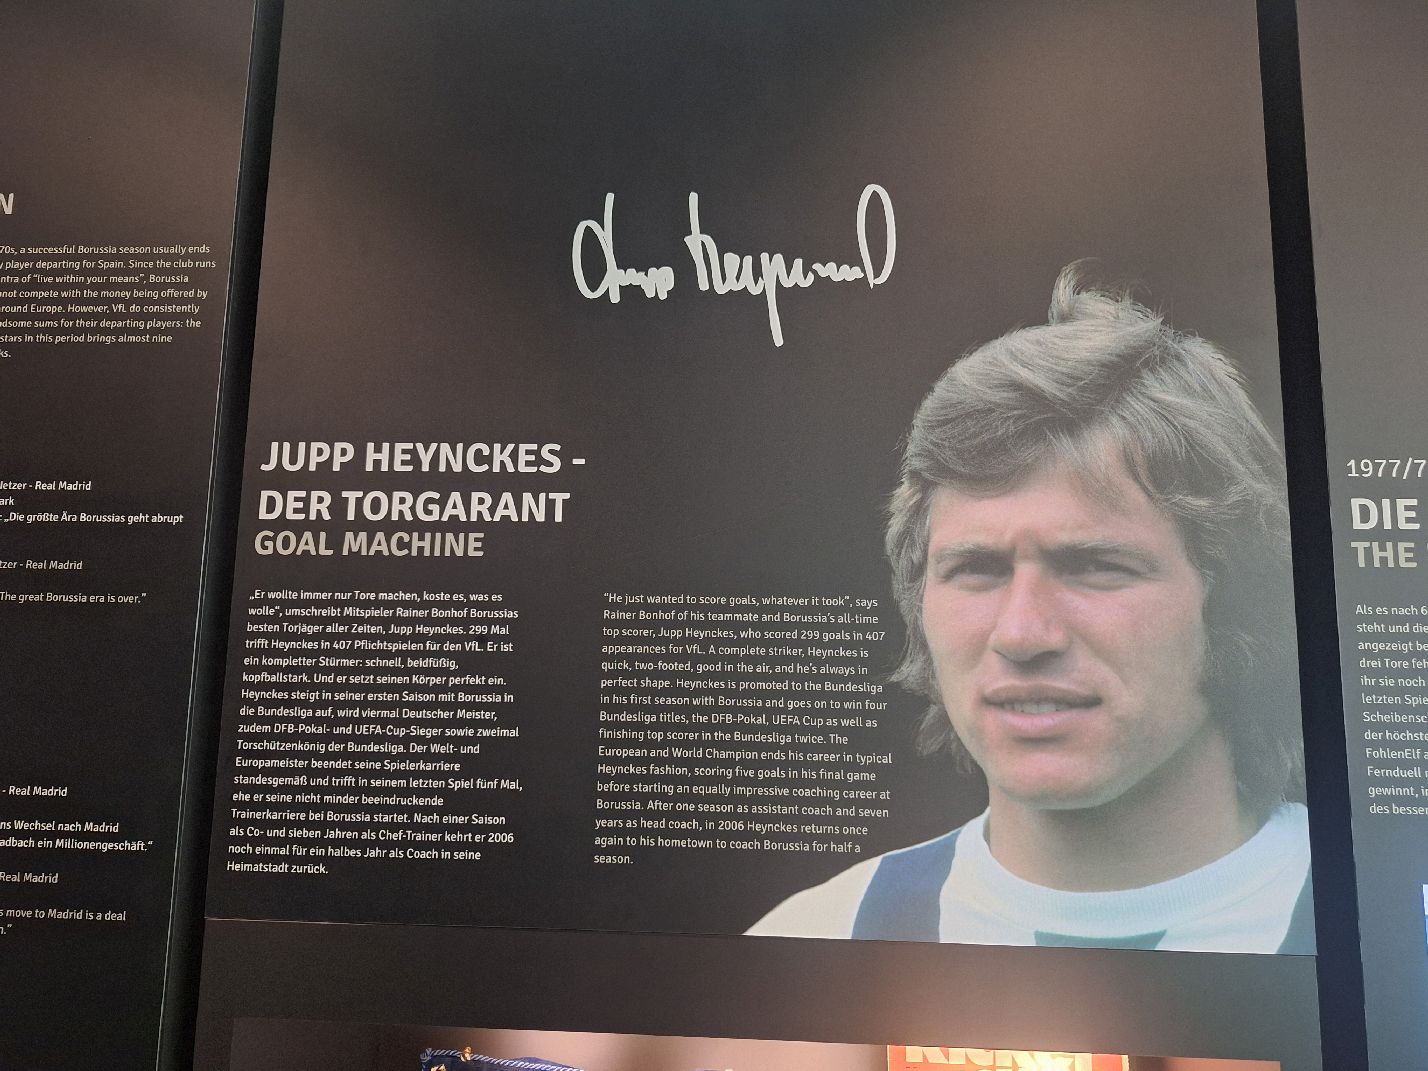 N
70s, a successful Borussia season usually ends
player departing for Spain. Since the club runs
ntra of “live within your means”, Borussia
not compete with the money being offered by
round Europe. However, VfL do consistently
dsome sums for their departing players: the
stars in this period brings almost nine
ks.
letzer - Real Madrid
ark
: „Die größte Ära Borussias geht abrupt
tzer - Real Madrid
The great Borussia era is over.”
- Real Madrid
ns Wechsel nach Madrid
adbach ein Millionengeschäft.“
Real Madrid
s move to Madrid is a deal
Jupp Heynckes
JUPP HEYNCKES -
DER TORGARANT
GOAL MACHINE
„Er wollte immer nur Tore machen, koste es, was es
wolle“, umschreibt Mitspieler Rainer Bonhof Borussias
besten Torjäger aller Zeiten, Jupp Heynckes. 299 Mal
trifft Heynckes in 407 Pflichtspielen für den VfL. Er ist
ein kompletter Stürmer: schnell, beidfüßig,
kopfballstark. Und er setzt seinen Körper perfekt ein.
Heynckes steigt in seiner ersten Saison mit Borussia in
die Bundesliga auf, wird viermal Deutscher Meister,
zudem DFB-Pokal- und UEFA-Cup-Sieger sowie zweimal
Torschützenkönig der Bundesliga. Der Welt- und
Europameister beendet seine Spielerkarriere
standesgemäß und trifft in seinem letzten Spiel fünf Mal,
ehe er seine nicht minder beeindruckende
Trainerkarriere bei Borussia startet. Nach einer Saison
als Co- und sieben Jahren als Chef-Trainer kehrt er 2006
noch einmal für ein halbes Jahr als Coach in seine
Heimatstadt zurück.
“He just wanted to score goals, whatever it took”, says
Rainer Bonhof of his teammate and Borussia’s all-time
top scorer, Jupp Heynckes, who scored 299 goals in 407
appearances for VfL. A complete striker, Heynckes is
quick, two-footed, good in the air, and he’s always in
perfect shape. Heynckes is promoted to the Bundesliga
in his first season with Borussia and goes on to win four
Bundesliga titles, the DFB-Pokal, UEFA Cup as well as
finishing top scorer in the Bundesliga twice. The
European and World Champion ends his career in typical
Heynckes fashion, scoring five goals in his final game
before starting an equally impressive coaching career at
Borussia. After one season as assistant coach and seven
years as head coach, in 2006 Heynckes returns once
again to his hometown to coach Borussia for half a
season.
1977/7
DIE
THE
Als es nach 6
steht und die
angezeigt be
drei Tore feh
ihr sie noch
letzten Spie
Scheibensc
der höchste
FohlenElf a
Fernduell
gewinnt, i
des besser
KICKER